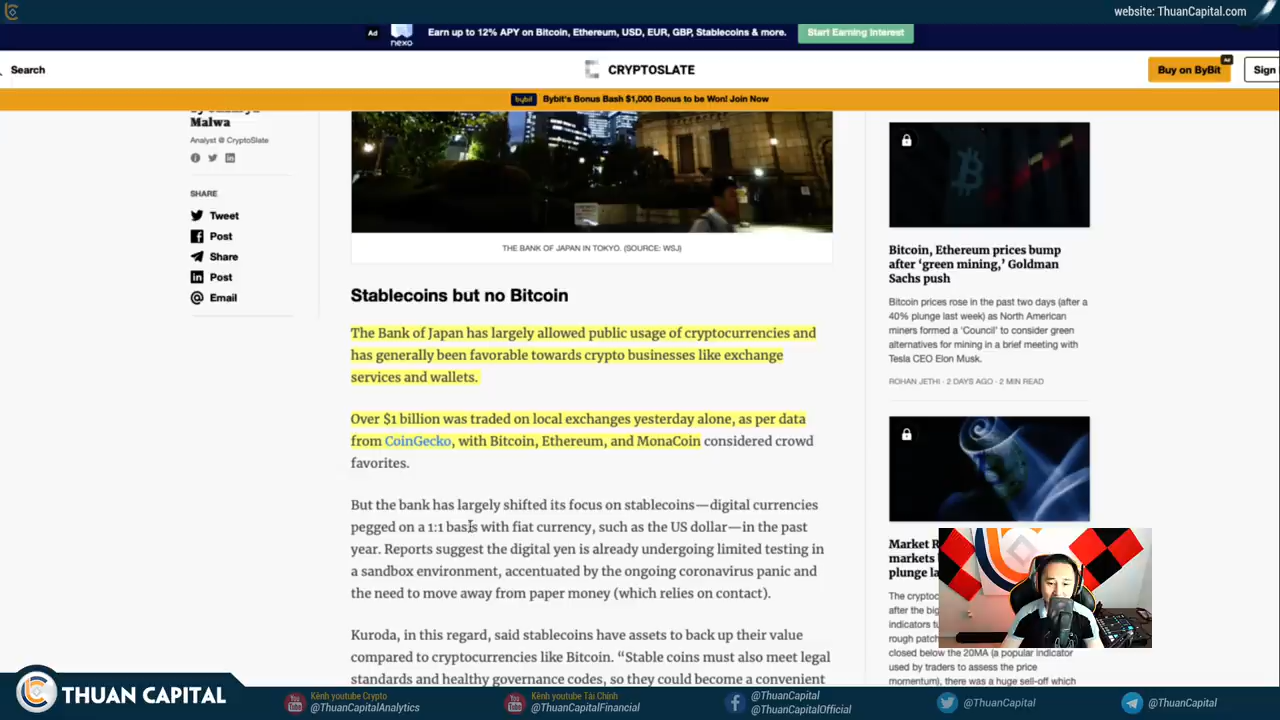 website: ThuanCapital.com
Ad
nexo
Earn up to 12% APY on Bitcoin, Ethereum, USD, EUR, GBP, Stablecoins & more.
Start Earning Interest
Search
CRYPTOSLATE
Buy on ByBit
Ad
Sign
bybit
Bybit's Bonus Bash $1,000 Bonus to be Won! Join Now
Malwa
Analyst @ CryptoSlate
SHARE
Tweet
Post
Share
Post
Email
THE BANK OF JAPAN IN TOKYO. (SOURCE: WSJ)
Stablecoins but no Bitcoin
The Bank of Japan has largely allowed public usage of cryptocurrencies and
has generally been favorable towards crypto businesses like exchange
services and wallets.
Over $1 billion was traded on local exchanges yesterday alone, as per data
from CoinGecko, with Bitcoin, Ethereum, and MonaCoin considered crowd
favorites.
But the bank has largely shifted its focus on stablecoins—digital currencies
pegged on a 1:1 basis with fiat currency, such as the US dollar—in the past
year. Reports suggest the digital yen is already undergoing limited testing in
a sandbox environment, accentuated by the ongoing coronavirus panic and
the need to move away from paper money (which relies on contact).
Kuroda, in this regard, said stablecoins have assets to back up their value
compared to cryptocurrencies like Bitcoin. “Stable coins must also meet legal
standards and healthy governance codes, so they could become a convenient
Bitcoin, Ethereum prices bump
after ‘green mining,’ Goldman
Sachs push
Bitcoin prices rose in the past two days (after a
40% plunge last week) as North American
miners formed a ‘Council’ to consider green
alternatives for mining in a brief meeting with
Tesla CEO Elon Musk.
ROHAN JETHI · 2 DAYS AGO · 2 MIN READ
Market R
markets
plunge la
The cryptoc
after the big
indicators tu
rough patch
closed below the 20MA (a popular indicator
used by traders to assess the price
momentum), there was a huge sell-off which
THUAN CAPITAL
Kênh youtube Crypto
@ThuanCapitalAnalytics
Kênh youtube Tài Chính
@ThuanCapitalFinancial
@ThuanCapital
@ThuanCapitalOfficial
@ThuanCapital
@ThuanCapital